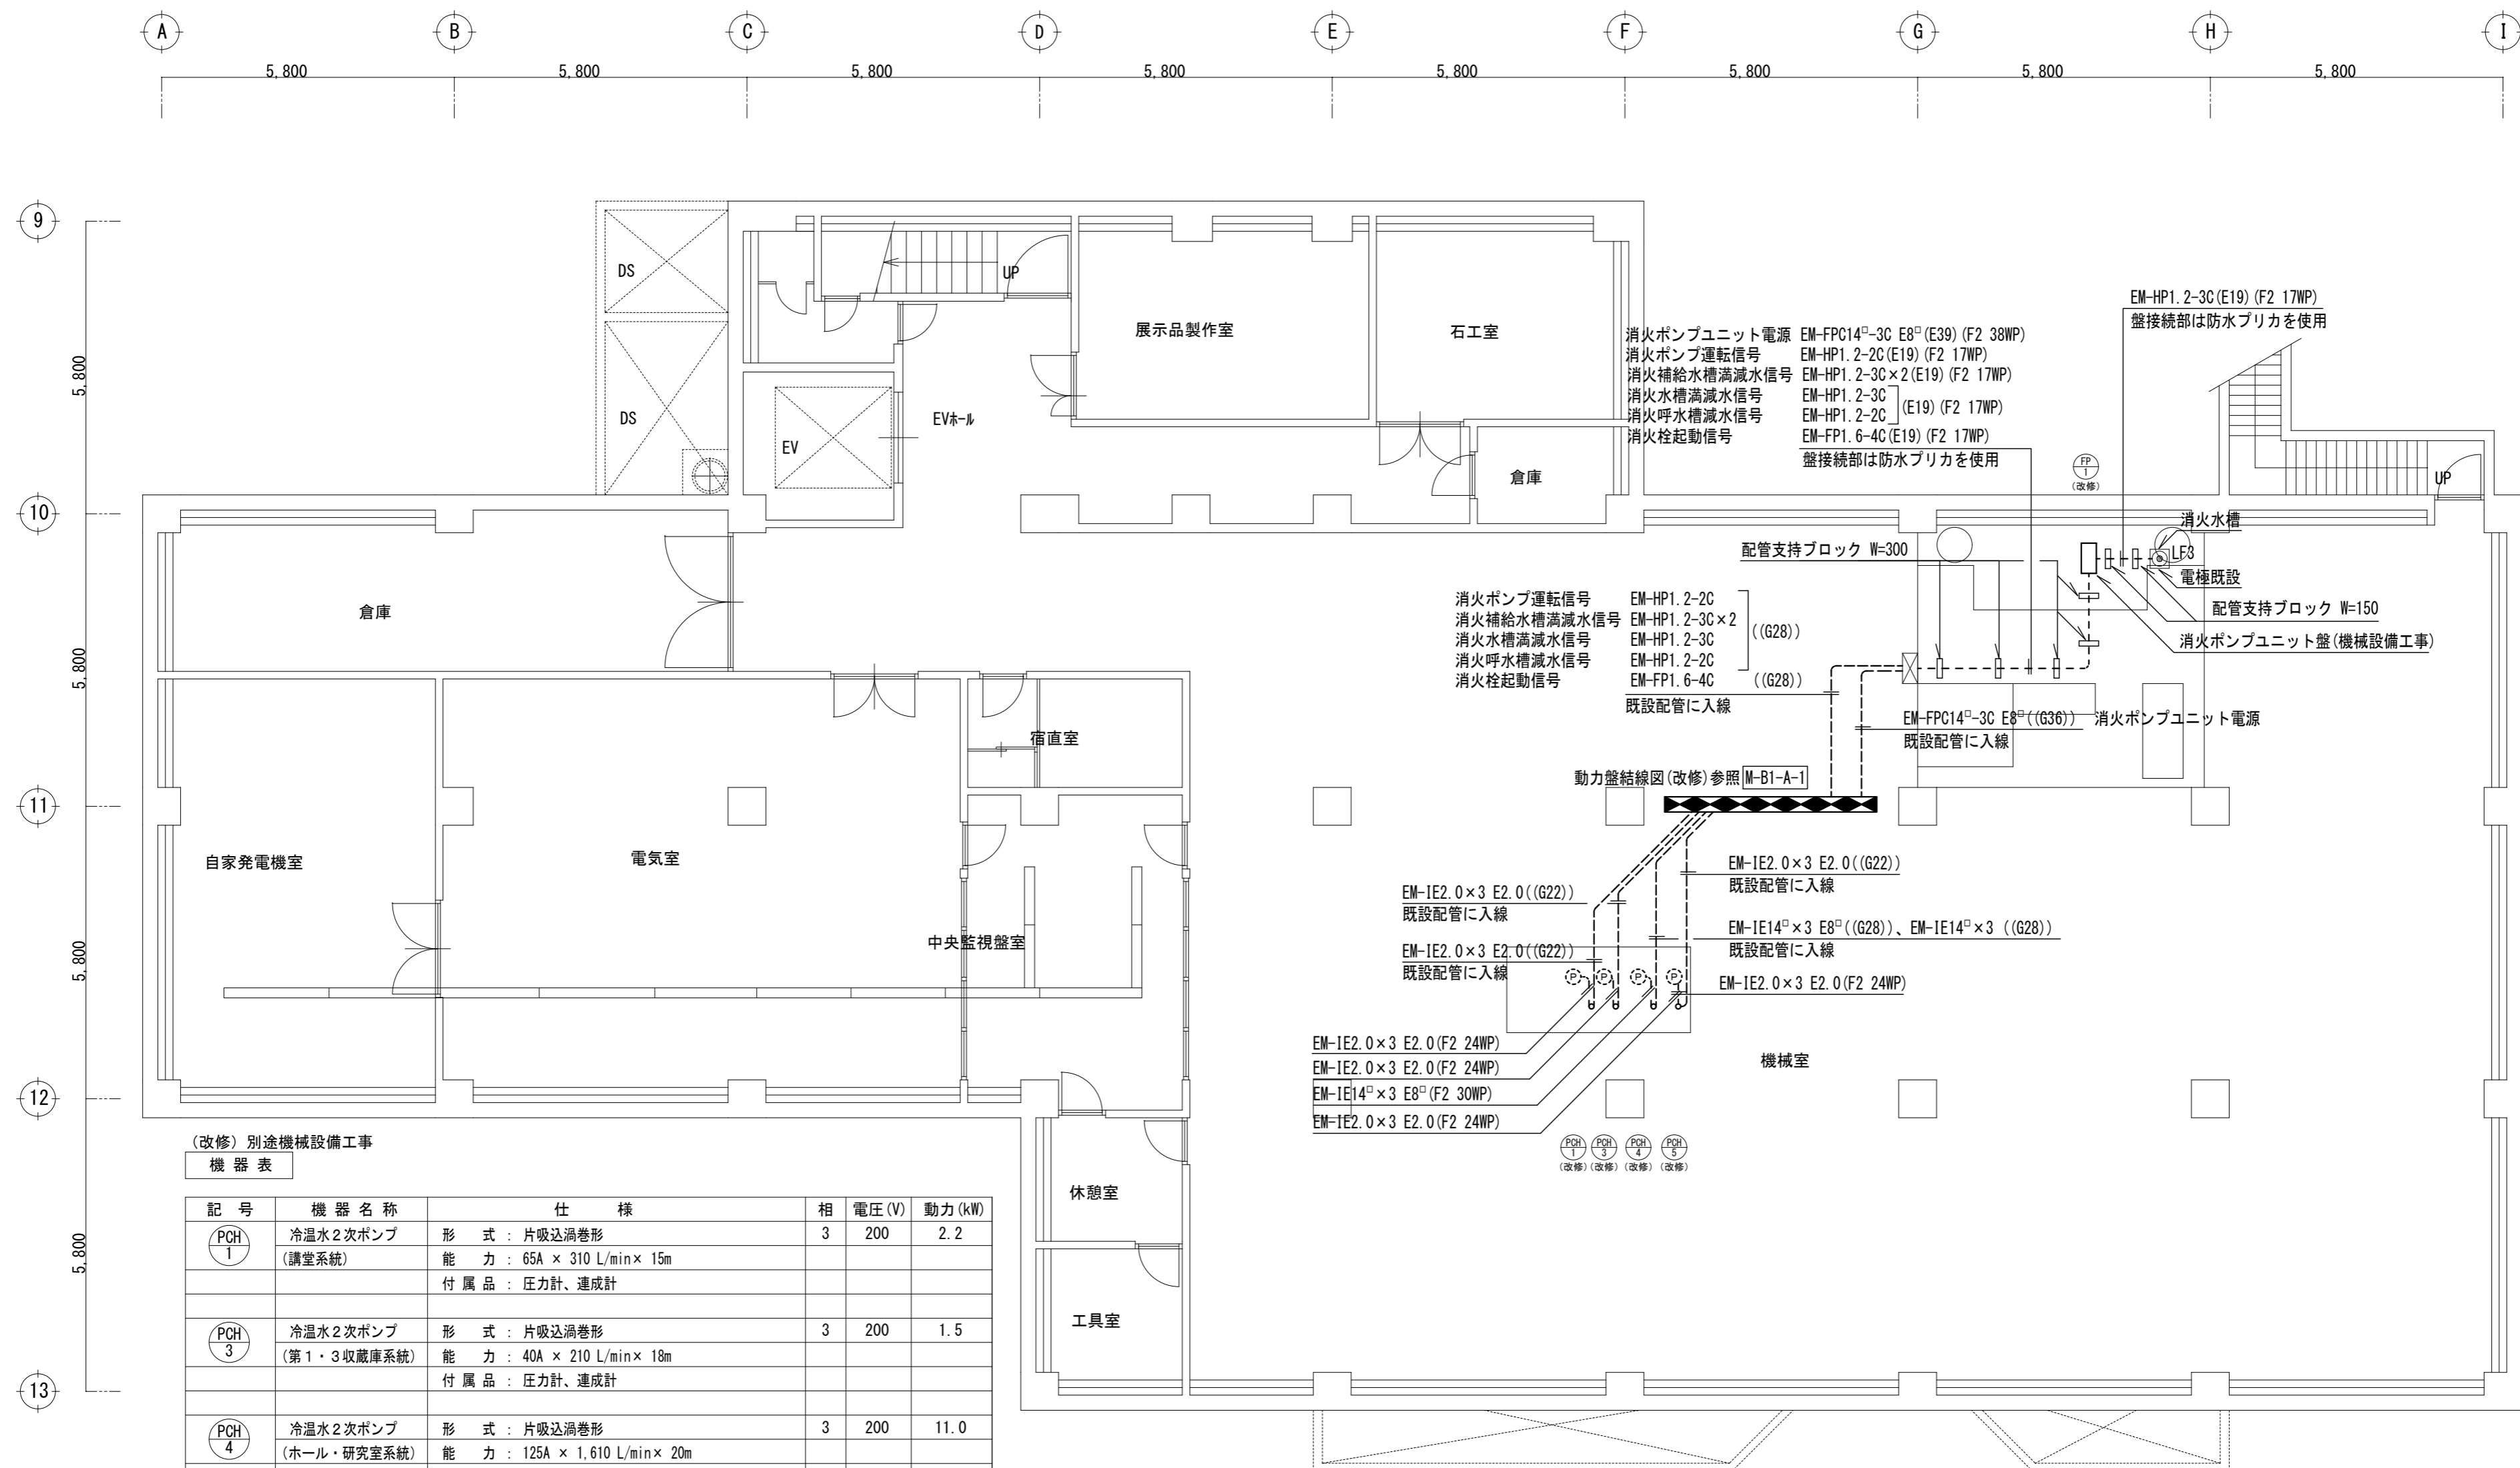 A B C D E F G H I
5,800 5,800 5,800 5,800 5,800 5,800 5,800 5,800
9
10
11
12
13
5,800
5,800
5,800
5,800
DS
DS
UP
EV
EVホール
展示品製作室
石工室
倉庫
消火ポンプユニット電源 EM-FPC14□-3C E8□(E39)(F2 38WP)
消火ポンプ運転信号 EM-HP1.2-2C(E19)(F2 17WP)
消火補給水槽満減水信号 EM-HP1.2-3C×2(E19)(F2 17WP)
消火水槽満減水信号 EM-HP1.2-3C
消火呼水槽減水信号 EM-HP1.2-2C (E19)(F2 17WP)
消火栓起動信号 EM-FP1.6-4C(E19)(F2 17WP)
盤接続部は防水プリカを使用
EM-HP1.2-3C(E19)(F2 17WP)
盤接続部は防水プリカを使用
FP
1
(改修)
UP
消火水槽
LF3
電極既設
配管支持ブロック W=150
消火ポンプユニット盤(機械設備工事)
配管支持ブロック W=300
消火ポンプ運転信号 EM-HP1.2-2C
消火補給水槽満減水信号 EM-HP1.2-3C×2
消火水槽満減水信号 EM-HP1.2-3C ((G28))
消火呼水槽減水信号 EM-HP1.2-2C
消火栓起動信号 EM-FP1.6-4C ((G28))
既設配管に入線
EM-FPC14□-3C E8□((G36)) 消火ポンプユニット電源
既設配管に入線
動力盤結線図(改修)参照 M-B1-A-1
倉庫
宿直室
自家発電機室
電気室
中央監視盤室
EM-IE2.0×3 E2.0((G22))
既設配管に入線
EM-IE2.0×3 E2.0((G22))
既設配管に入線
EM-IE2.0×3 E2.0((G22))
既設配管に入線
EM-IE14□×3 E8□((G28))、EM-IE14□×3 ((G28))
既設配管に入線
P P P P
EM-IE2.0×3 E2.0(F2 24WP)
EM-IE2.0×3 E2.0(F2 24WP)
EM-IE2.0×3 E2.0(F2 24WP)
EM-IE14□×3 E8□(F2 30WP)
EM-IE2.0×3 E2.0(F2 24WP)
機械室
PCH PCH PCH PCH
1 3 4 5
(改修) (改修) (改修) (改修)
休憩室
工具室
(改修) 別途機械設備工事
機 器 表
記 号 機 器 名 称 仕 様 相 電圧(V) 動力(kW)
PCH 1 冷温水2次ポンプ 形 式 : 片吸込渦巻形 3 200 2.2
(講堂系統) 能 力 : 65A × 310 L/min× 15m
付 属 品 : 圧力計、連成計
PCH 3 冷温水2次ポンプ 形 式 : 片吸込渦巻形 3 200 1.5
(第1・3収蔵庫系統) 能 力 : 40A × 210 L/min× 18m
付 属 品 : 圧力計、連成計
PCH 4 冷温水2次ポンプ 形 式 : 片吸込渦巻形 3 200 11.0
(ホール・研究室系統) 能 力 : 125A × 1,610 L/min× 20m